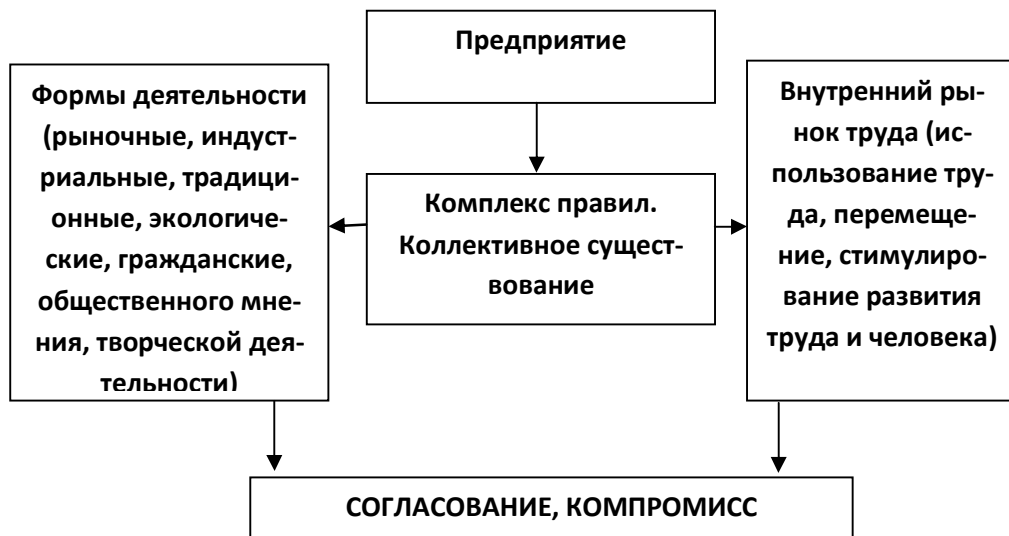 Предприятие
Формы деятельности
(рыночные, индуст-
риальные, традици-
онные, экологиче-
ские, гражданские,
общественного мне-
ния, творческой дея-
тельности)
Комплекс правил.
Коллективное сущест-
вование
Внутренний ры-
нок труда (ис-
пользование тру-
да, перемеще-
ние, стимулиро-
вание развития
труда и человека)
СОГЛАСОВАНИЕ, КОМПРОМИСС